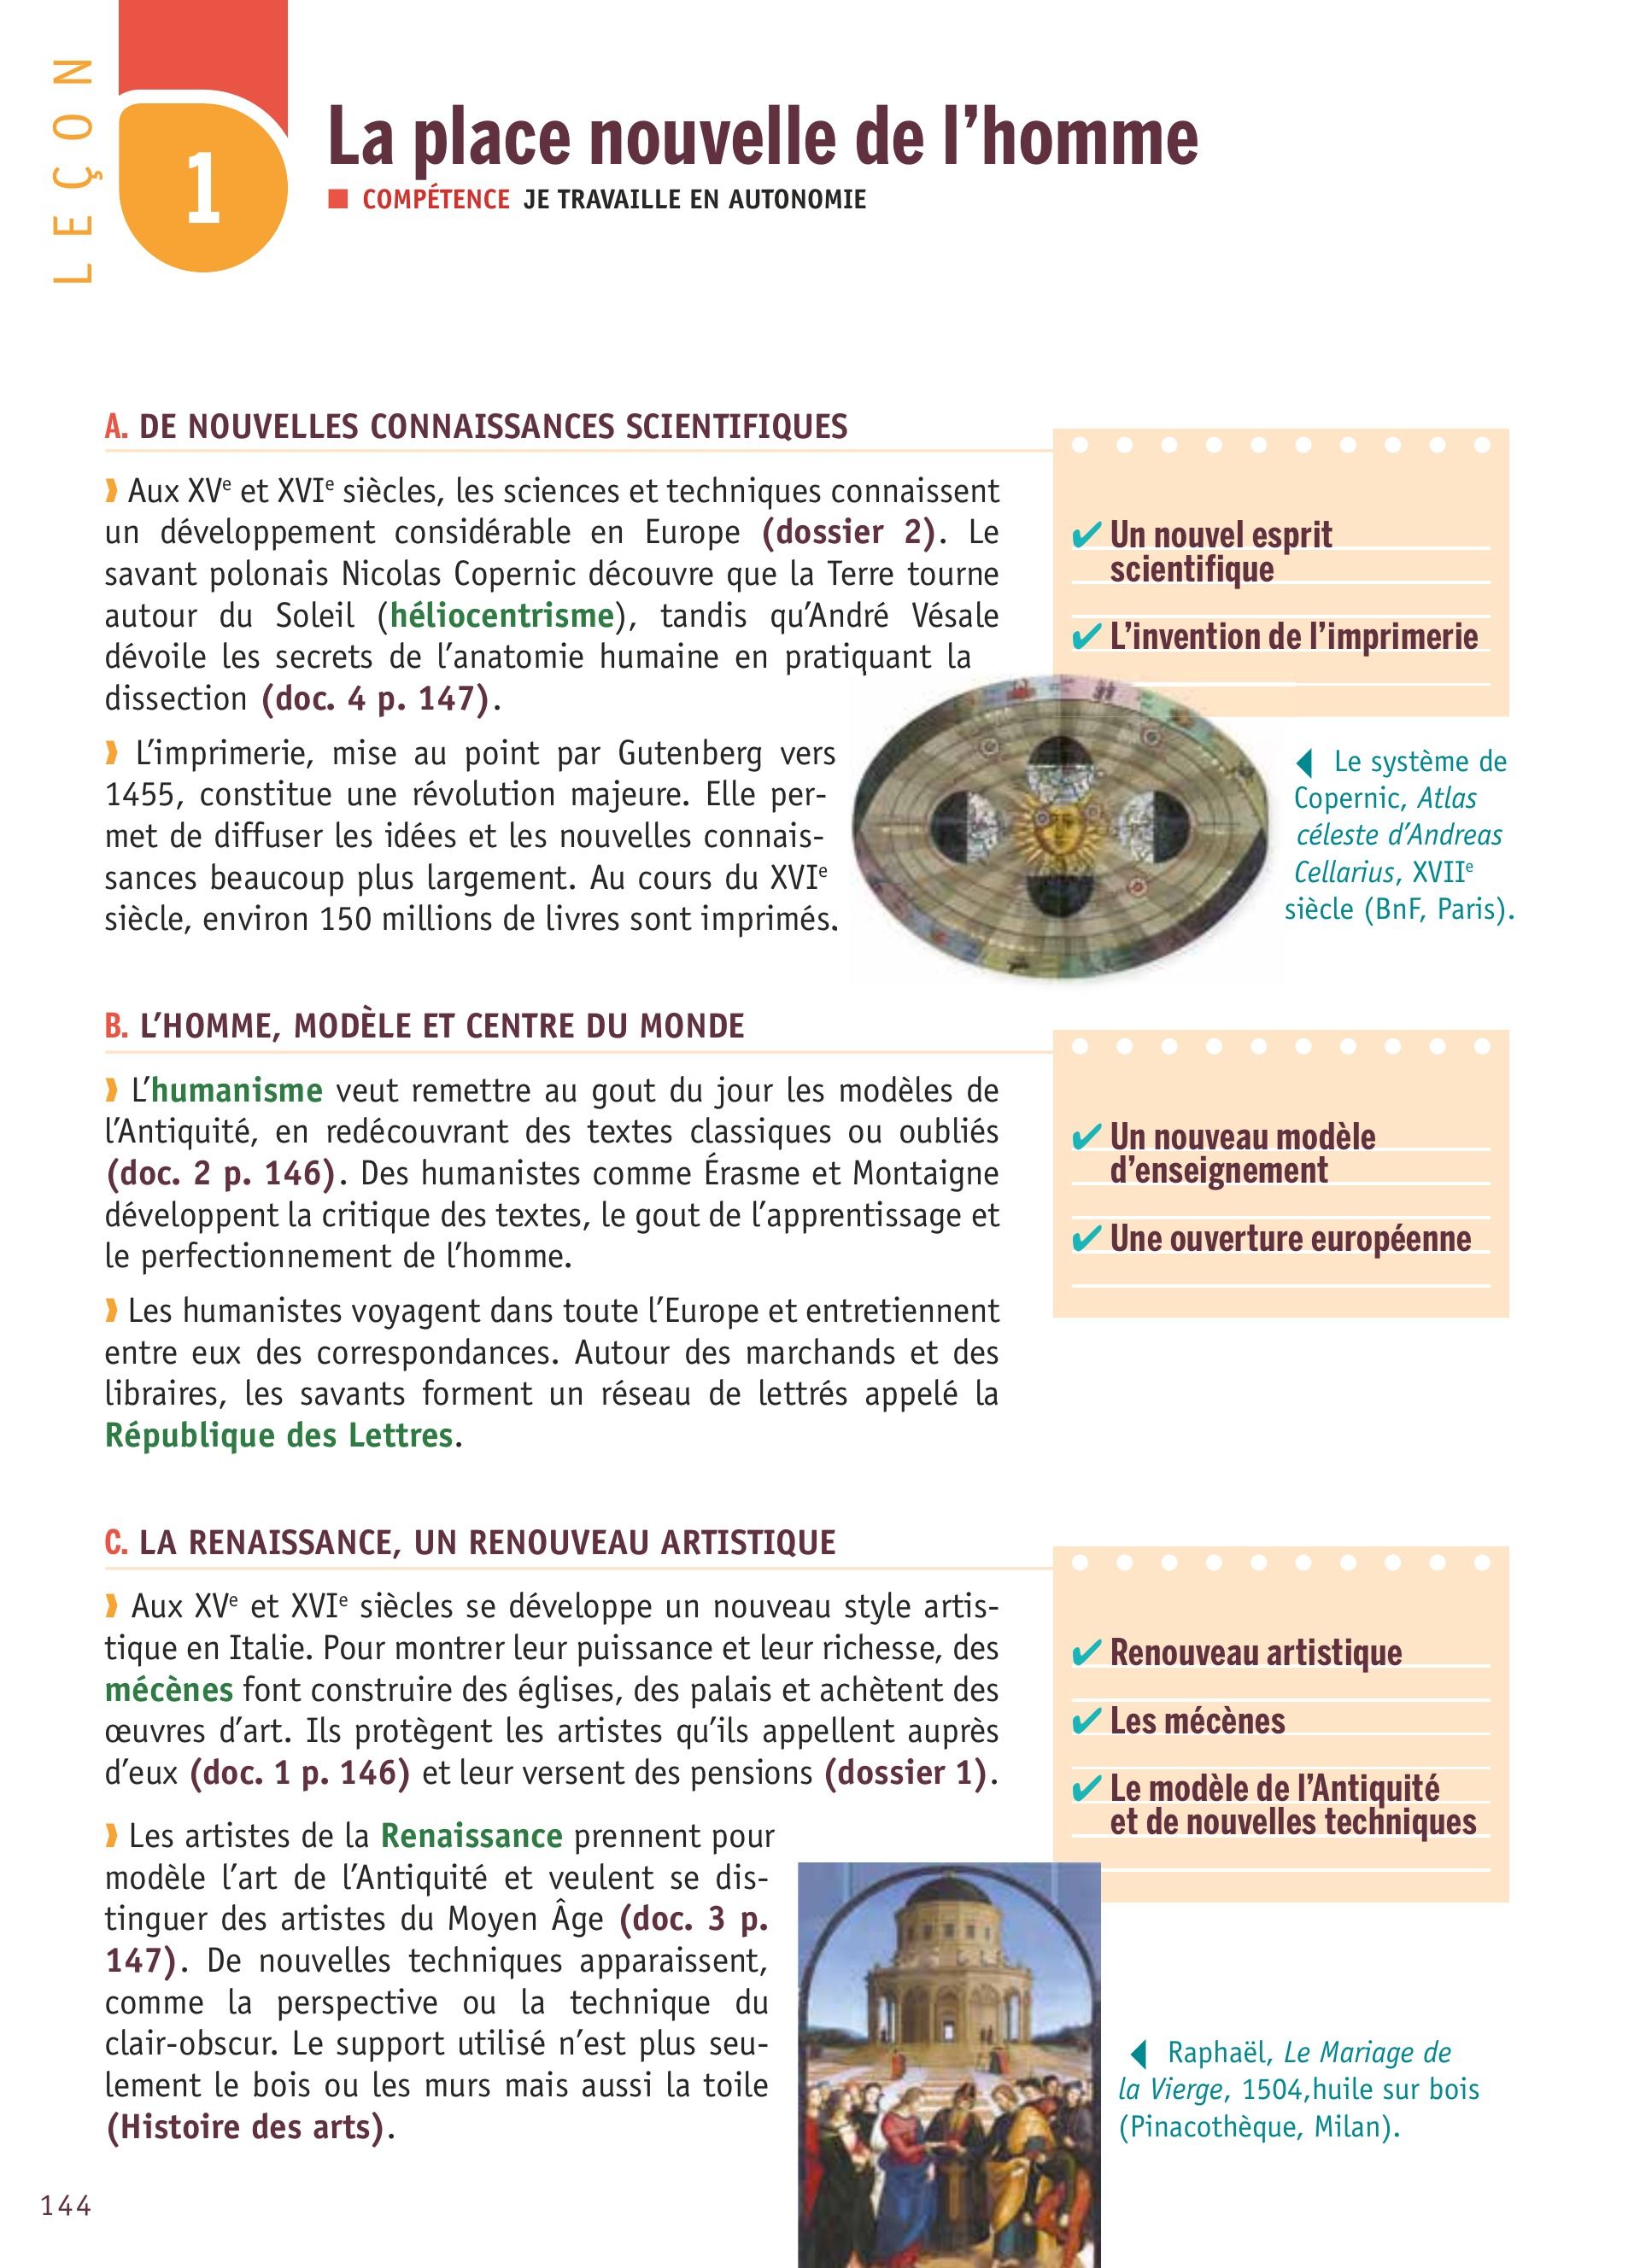 LEÇON
1
La place nouvelle de l’homme
■ COMPÉTENCE JE TRAVAILLE EN AUTONOMIE
A. DE NOUVELLES CONNAISSANCES SCIENTIFIQUES
Aux XVe et XVIe siècles, les sciences et techniques connaissent
un développement considérable en Europe (dossier 2). Le
savant polonais Nicolas Copernic découvre que la Terre tourne
autour du Soleil (héliocentrisme), tandis qu’André Vésale
dévoile les secrets de l’anatomie humaine en pratiquant la
dissection (doc. 4 p. 147).
L’imprimerie, mise au point par Gutenberg vers
1455, constitue une révolution majeure. Elle per-
met de diffuser les idées et les nouvelles connais-
sances beaucoup plus largement. Au cours du XVIe
siècle, environ 150 millions de livres sont imprimés.
✔ Un nouvel esprit
scientifique
✔ L’invention de l’imprimerie
◀ Le système de
Copernic, Atlas
céleste d’Andreas
Cellarius, XVIIe
siècle (BnF, Paris).
B. L’HOMME, MODÈLE ET CENTRE DU MONDE
L’humanisme veut remettre au gout du jour les modèles de
l’Antiquité, en redécouvrant des textes classiques ou oubliés
(doc. 2 p. 146). Des humanistes comme Érasme et Montaigne
développent la critique des textes, le gout de l’apprentissage et
le perfectionnement de l’homme.
Les humanistes voyagent dans toute l’Europe et entretiennent
entre eux des correspondances. Autour des marchands et des
libraires, les savants forment un réseau de lettrés appelé la
République des Lettres.
✔ Un nouveau modèle
d’enseignement
✔ Une ouverture européenne
C. LA RENAISSANCE, UN RENOUVEAU ARTISTIQUE
Aux XVe et XVIe siècles se développe un nouveau style artis-
tique en Italie. Pour montrer leur puissance et leur richesse, des
mécènes font construire des églises, des palais et achètent des
œuvres d’art. Ils protègent les artistes qu’ils appellent auprès
d’eux (doc. 1 p. 146) et leur versent des pensions (dossier 1).
Les artistes de la Renaissance prennent pour
modèle l’art de l’Antiquité et veulent se dis-
tinguer des artistes du Moyen Âge (doc. 3 p.
147). De nouvelles techniques apparaissent,
comme la perspective ou la technique du
clair-obscur. Le support utilisé n’est plus seu-
lement le bois ou les murs mais aussi la toile
(Histoire des arts).
✔ Renouveau artistique
✔ Les mécènes
✔ Le modèle de l’Antiquité
et de nouvelles techniques
◀ Raphaël, Le Mariage de
la Vierge, 1504,huile sur bois
(Pinacothèque, Milan).
144